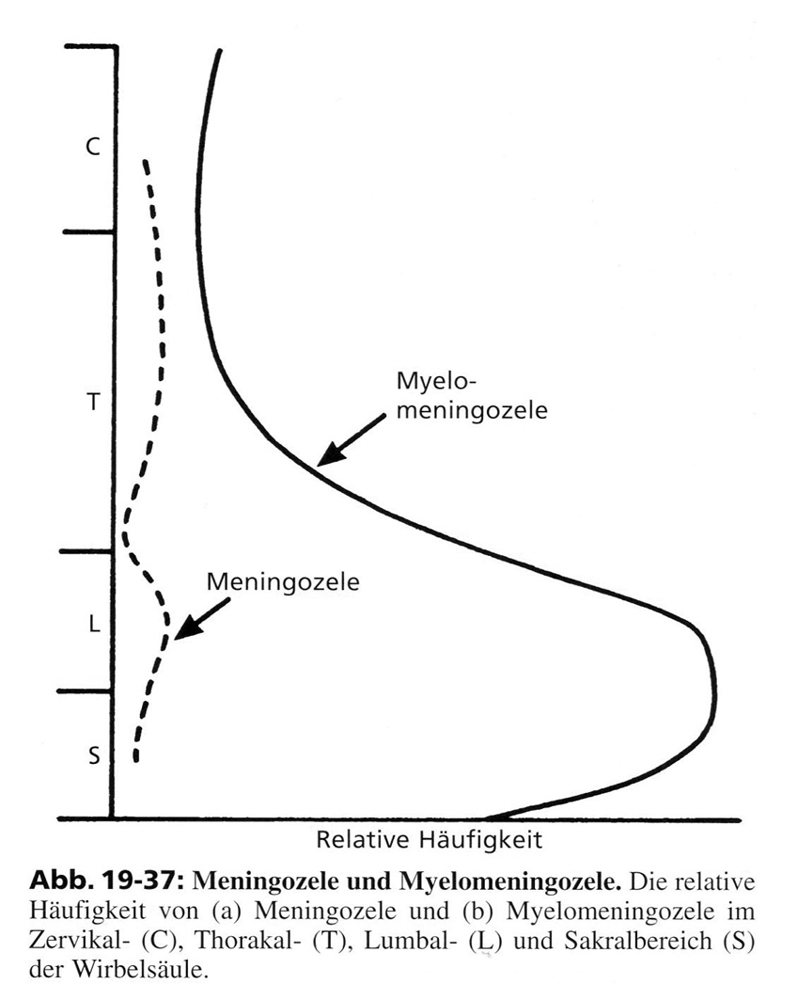 C
T
Myelo-
meningozele
Meningozele
L
S
Relative Häufigkeit
Abb. 19-37: Meningozele und Myelomeningozele. Die relative
Häufigkeit von (a) Meningozele und (b) Myelomeningozele im
Zervikal- (C), Thorakal- (T), Lumbal- (L) und Sakralbereich (S)
der Wirbelsäule.